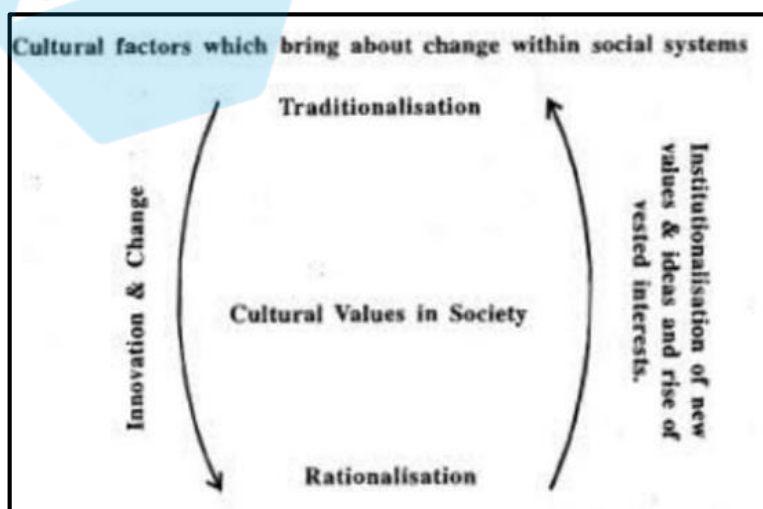 Cultural factors which bring about change within social systems
Traditionalisation
Innovation & Change
Cultural Values in Society
Institutionalisation of new
values & ideas and rise of
vested interests.
Rationalisation